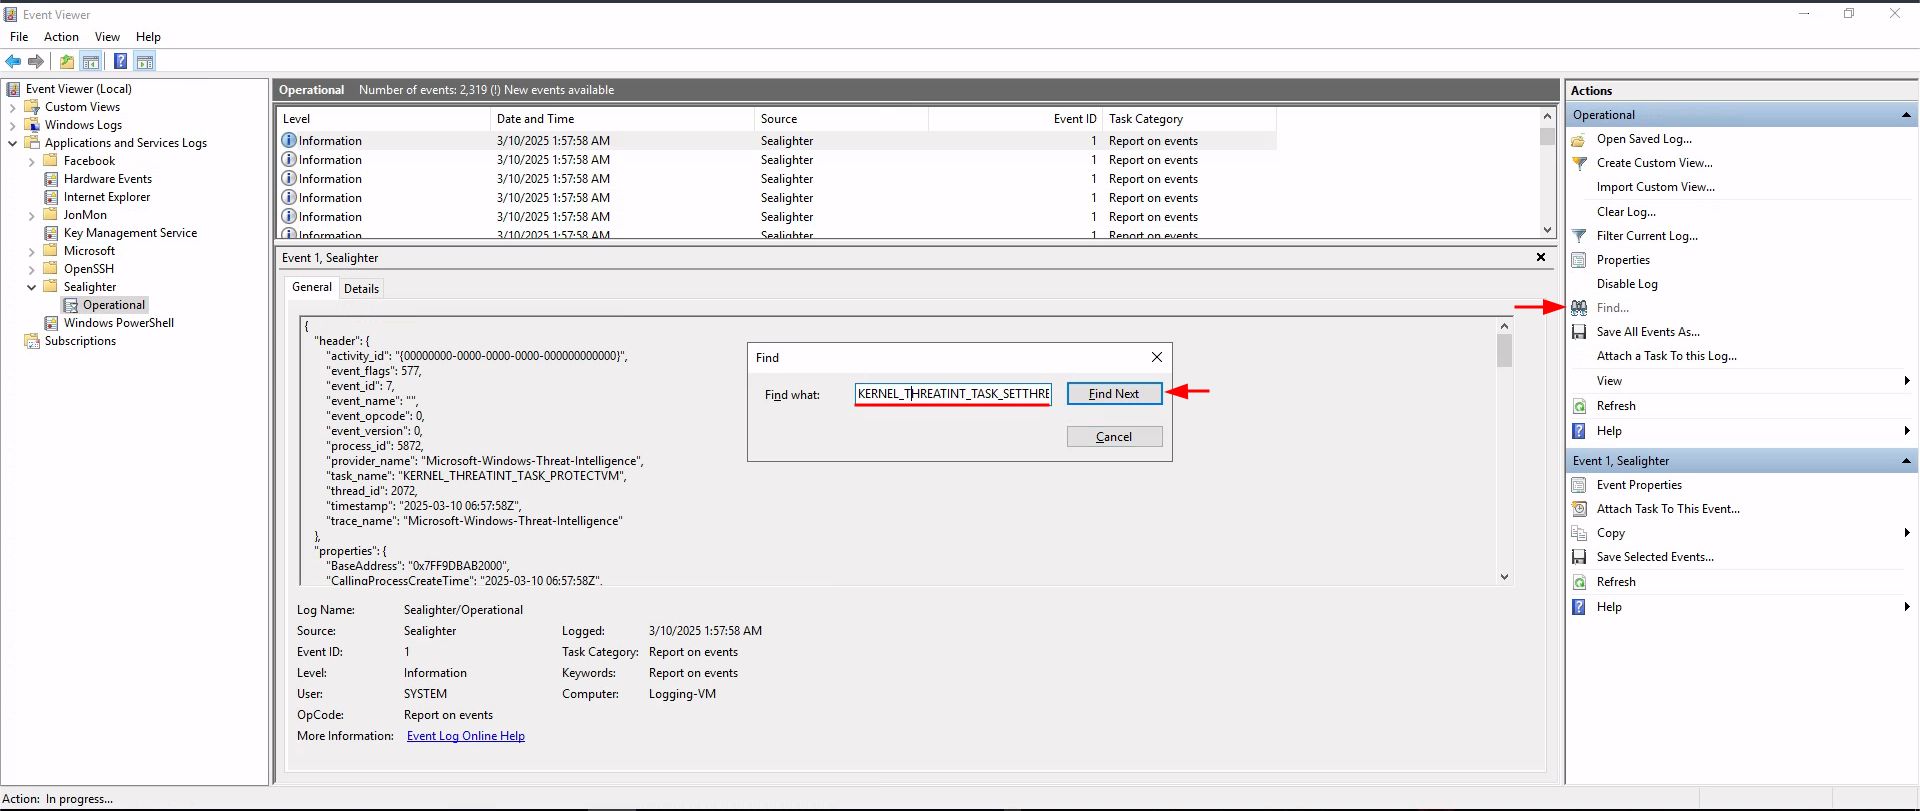 Event Viewer
File Action View Help
Event Viewer (Local)
Custom Views
Windows Logs
Applications and Services Logs
Facebook
Hardware Events
Internet Explorer
JonMon
Key Management Service
Microsoft
OpenSSH
Sealighter
Operational
Windows PowerShell
Subscriptions
Operational Number of events: 2,319 (!) New events available
Level Date and Time Source Event ID Task Category
Information 3/10/2025 1:57:58 AM Sealighter 1 Report on events
Information 3/10/2025 1:57:58 AM Sealighter 1 Report on events
Information 3/10/2025 1:57:58 AM Sealighter 1 Report on events
Information 3/10/2025 1:57:58 AM Sealighter 1 Report on events
Information 3/10/2025 1:57:58 AM Sealighter 1 Report on events
Information 3/10/2025 1:57:58 AM Sealighter 1 Report on events
Event 1, Sealighter
General Details
{
"header": {
"activity_id": "{00000000-0000-0000-0000-000000000000}",
"event_flags": 577,
"event_id": 7,
"event_name": "",
"event_opcode": 0,
"event_version": 0,
"process_id": 5872,
"provider_name": "Microsoft-Windows-Threat-Intelligence",
"task_name": "KERNEL_THREATINT_TASK_PROTECTVM",
"thread_id": 2072,
"timestamp": "2025-03-10 06:57:58Z",
"trace_name": "Microsoft-Windows-Threat-Intelligence"
},
"properties": {
"BaseAddress": "0x7FF9DBAB2000",
"CallingProcessCreateTime": "2025-03-10 06:57:58Z",
Find
Find what: KERNEL_THREATINT_TASK_SETTHRE Find Next
Cancel
Log Name: Sealighter/Operational
Source: Sealighter Logged: 3/10/2025 1:57:58 AM
Event ID: 1 Task Category: Report on events
Level: Information Keywords: Report on events
User: SYSTEM Computer: Logging-VM
OpCode: Report on events
More Information: Event Log Online Help
Actions
Operational
Open Saved Log...
Create Custom View...
Import Custom View...
Clear Log...
Filter Current Log...
Properties
Disable Log
Find...
Save All Events As...
Attach a Task To this Log...
View
Refresh
Help
Event 1, Sealighter
Event Properties
Attach Task To This Event...
Copy
Save Selected Events...
Refresh
Help
Action: In progress...